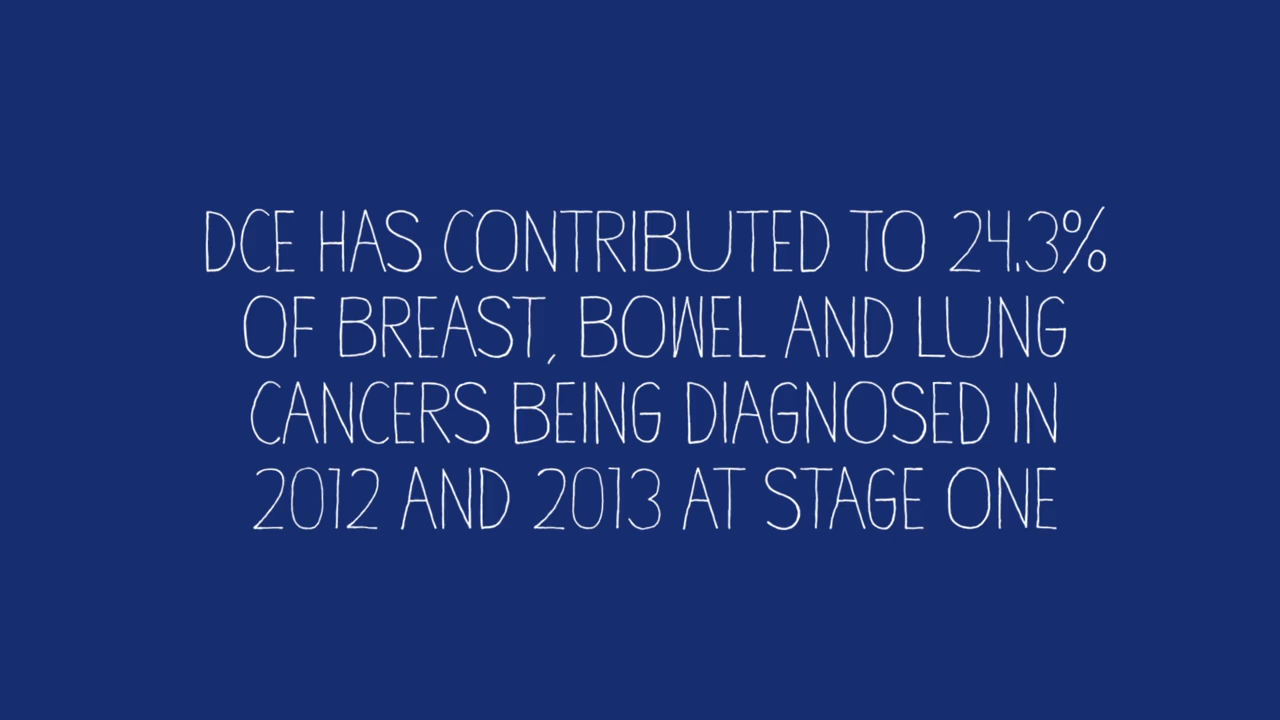 DCE HAS CONTRIBUTED TO 24.3%
OF BREAST, BOWEL AND LUNG
CANCERS BEING DIAGNOSED IN
2012 AND 2013 AT STAGE ONE